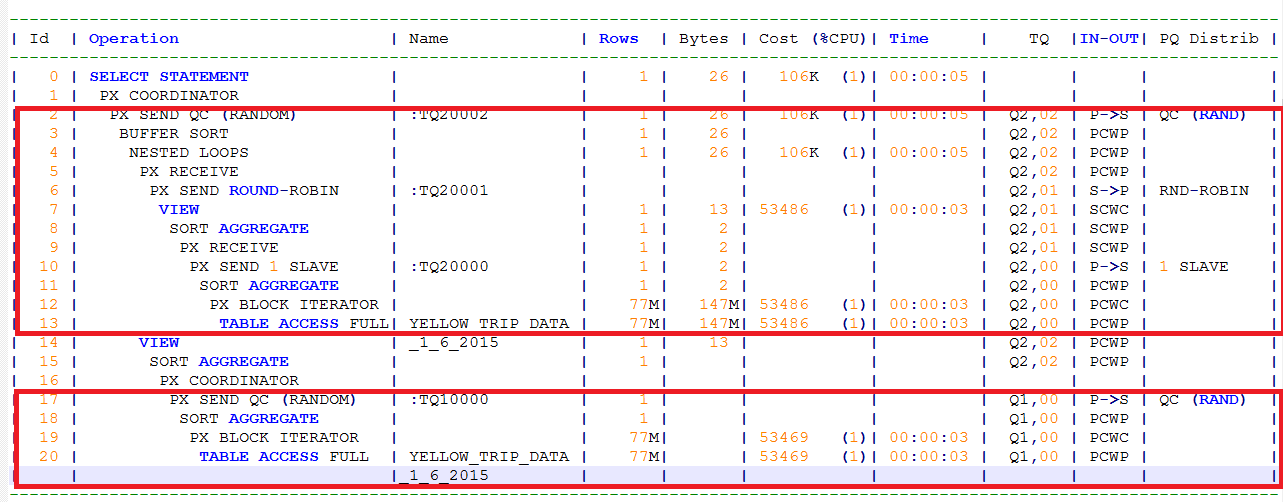 ------------------------------------------------------------------------------------------------------------------------------
| Id  | Operation                      | Name              | Rows  | Bytes | Cost (%CPU)| Time     |    TQ  |IN-OUT| PQ Distrib |
------------------------------------------------------------------------------------------------------------------------------
|   0 | SELECT STATEMENT               |                   |     1 |    26 |   106K  (1)| 00:00:05 |        |      |            |
|   1 |  PX COORDINATOR                |                   |       |       |            |          |        |      |            |
|   2 |   PX SEND QC (RANDOM)          | :TQ20002          |     1 |    26 |   106K  (1)| 00:00:05 |  Q2,02 | P->S | QC (RAND)  |
|   3 |    BUFFER SORT                 |                   |     1 |    26 |            |          |  Q2,02 | PCWP |            |
|   4 |     NESTED LOOPS               |                   |     1 |    26 |   106K  (1)| 00:00:05 |  Q2,02 | PCWP |            |
|   5 |      PX RECEIVE                |                   |       |       |            |          |  Q2,02 | PCWP |            |
|   6 |       PX SEND ROUND-ROBIN      | :TQ20001          |       |       |            |          |  Q2,01 | S->P | RND-ROBIN  |
|   7 |        VIEW                    |                   |     1 |    13 | 53486   (1)| 00:00:03 |  Q2,01 | SCWC |            |
|   8 |         SORT AGGREGATE         |                   |     1 |     2 |            |          |  Q2,01 | SCWP |            |
|   9 |          PX RECEIVE            |                   |     1 |     2 |            |          |  Q2,01 | SCWP |            |
|  10 |           PX SEND 1 SLAVE      | :TQ20000          |     1 |     2 |            |          |  Q2,00 | P->S | 1 SLAVE    |
|  11 |            SORT AGGREGATE      |                   |     1 |     2 |            |          |  Q2,00 | PCWP |            |
|  12 |             PX BLOCK ITERATOR  |                   |    77M|   147M| 53486   (1)| 00:00:03 |  Q2,00 | PCWC |            |
|  13 |              TABLE ACCESS FULL| YELLOW_TRIP_DATA  |    77M|   147M| 53486   (1)| 00:00:03 |  Q2,00 | PCWP |            |
|  14 |      VIEW                      | _1_6_2015         |     1 |    13 |            |          |  Q2,02 | PCWP |            |
|  15 |       SORT AGGREGATE           |                   |     1 |       |            |          |  Q2,02 | PCWP |            |
|  16 |        PX COORDINATOR          |                   |       |       |            |          |        |      |            |
|  17 |         PX SEND QC (RANDOM)    | :TQ10000          |     1 |       |            |          |  Q1,00 | P->S | QC (RAND)  |
|  18 |          SORT AGGREGATE        |                   |     1 |       |            |          |  Q1,00 | PCWP |            |
|  19 |           PX BLOCK ITERATOR    |                   |    77M|       | 53469   (1)| 00:00:03 |  Q1,00 | PCWC |            |
|  20 |            TABLE ACCESS FULL   | YELLOW_TRIP_DATA  |    77M|       | 53469   (1)| 00:00:03 |  Q1,00 | PCWP |            |
|     |                                |_1_6_2015          |       |       |            |          |        |      |            |
------------------------------------------------------------------------------------------------------------------------------